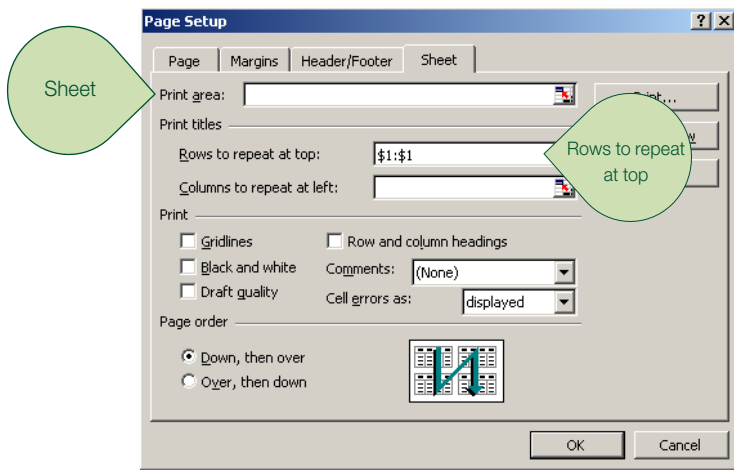 Page Setup
Page Margins Header/Footer Sheet
Sheet
Print area:
Print titles
Rows to repeat at top: $1:$1
Rows to repeat
at top
Columns to repeat at left:
Print
Gridlines Row and column headings
Black and white Comments: (None)
Draft quality Cell errors as: displayed
Page order
Down, then over
Over, then down
OK Cancel